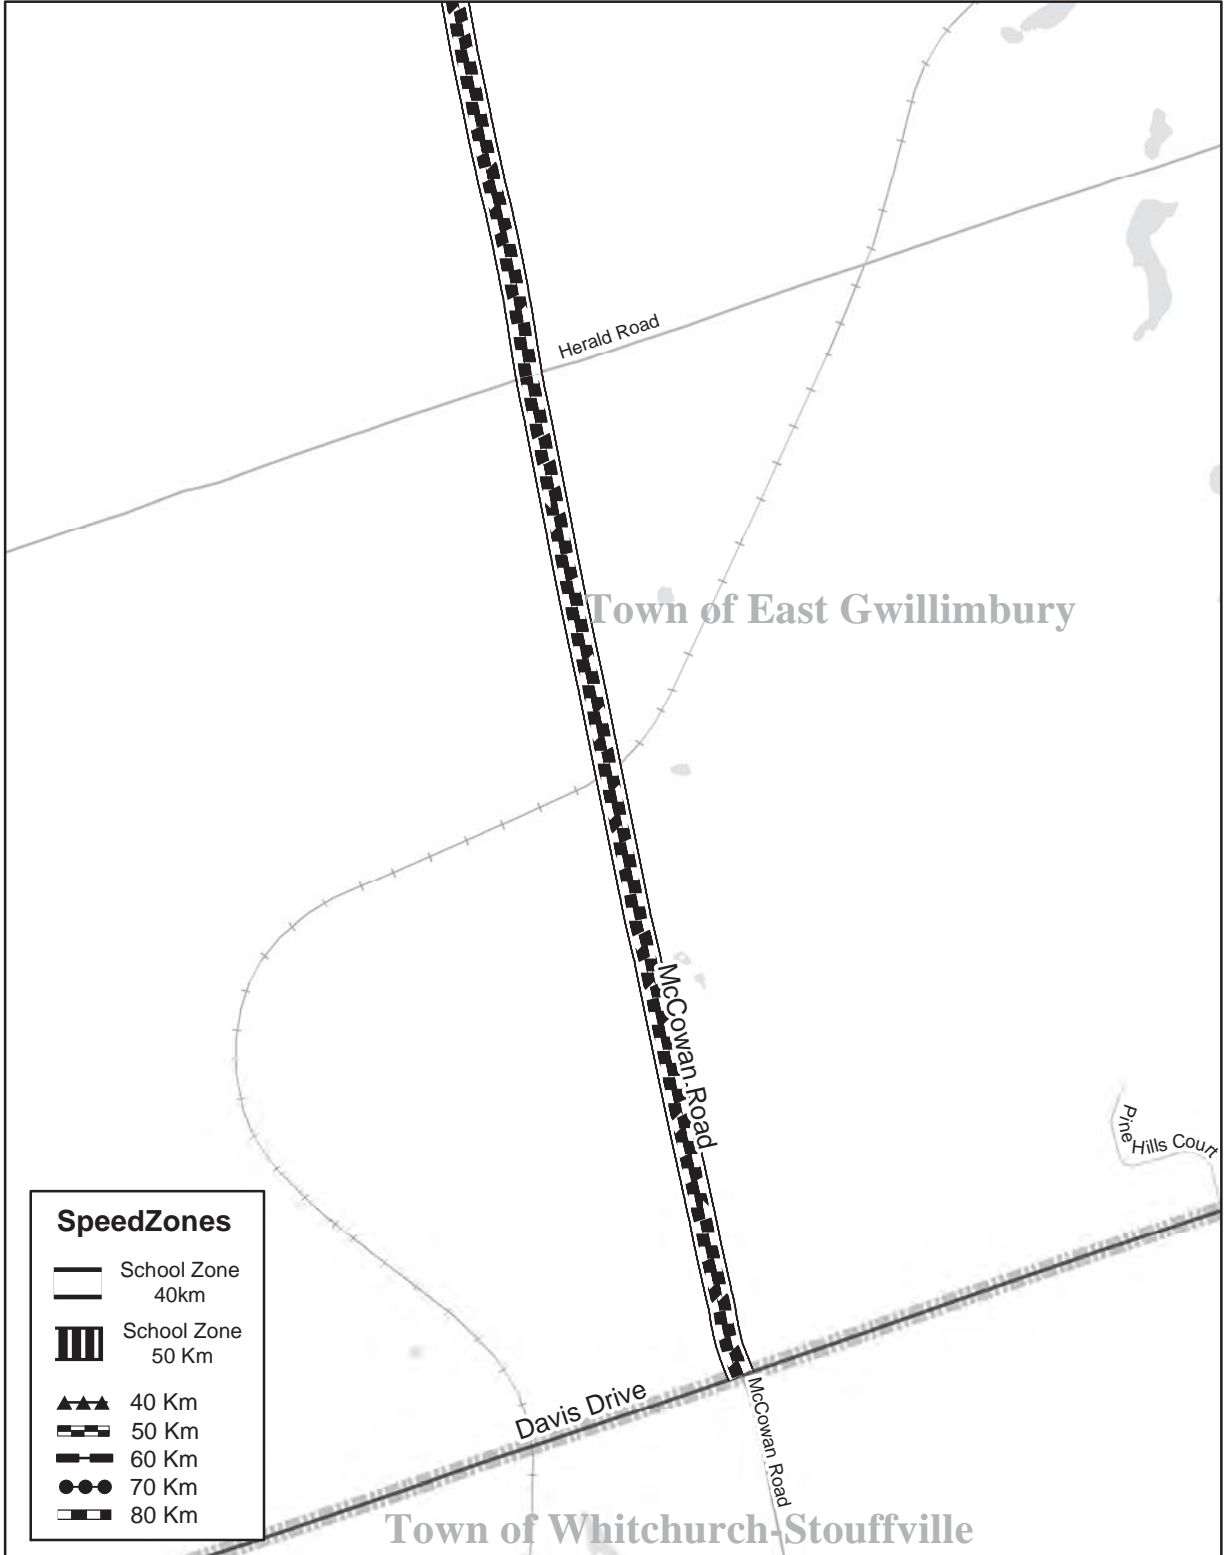 Herald Road
Town of East Gwillimbury
McCowan Road
Pine Hills Court
SpeedZones
School Zone
40km
School Zone
50 Km
40 Km
50 Km
60 Km
70 Km
80 Km
Davis Drive
McCowan Road
Town of Whitchurch-Stouffville